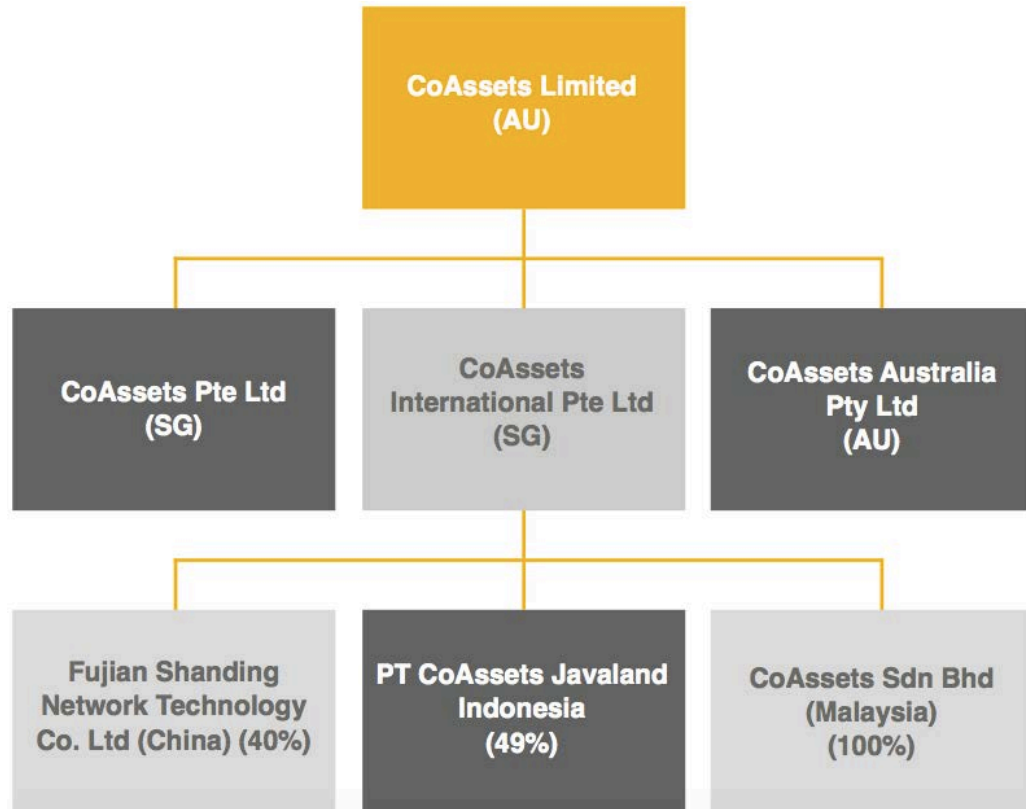 CoAssets Limited
(AU)
CoAssets Pte Ltd
(SG)
CoAssets
International Pte Ltd
(SG)
CoAssets Australia
Pty Ltd
(AU)
Fujian Shanding
Network Technology
Co. Ltd (China) (40%)
PT CoAssets Javaland
Indonesia
(49%)
CoAssets Sdn Bhd
(Malaysia)
(100%)